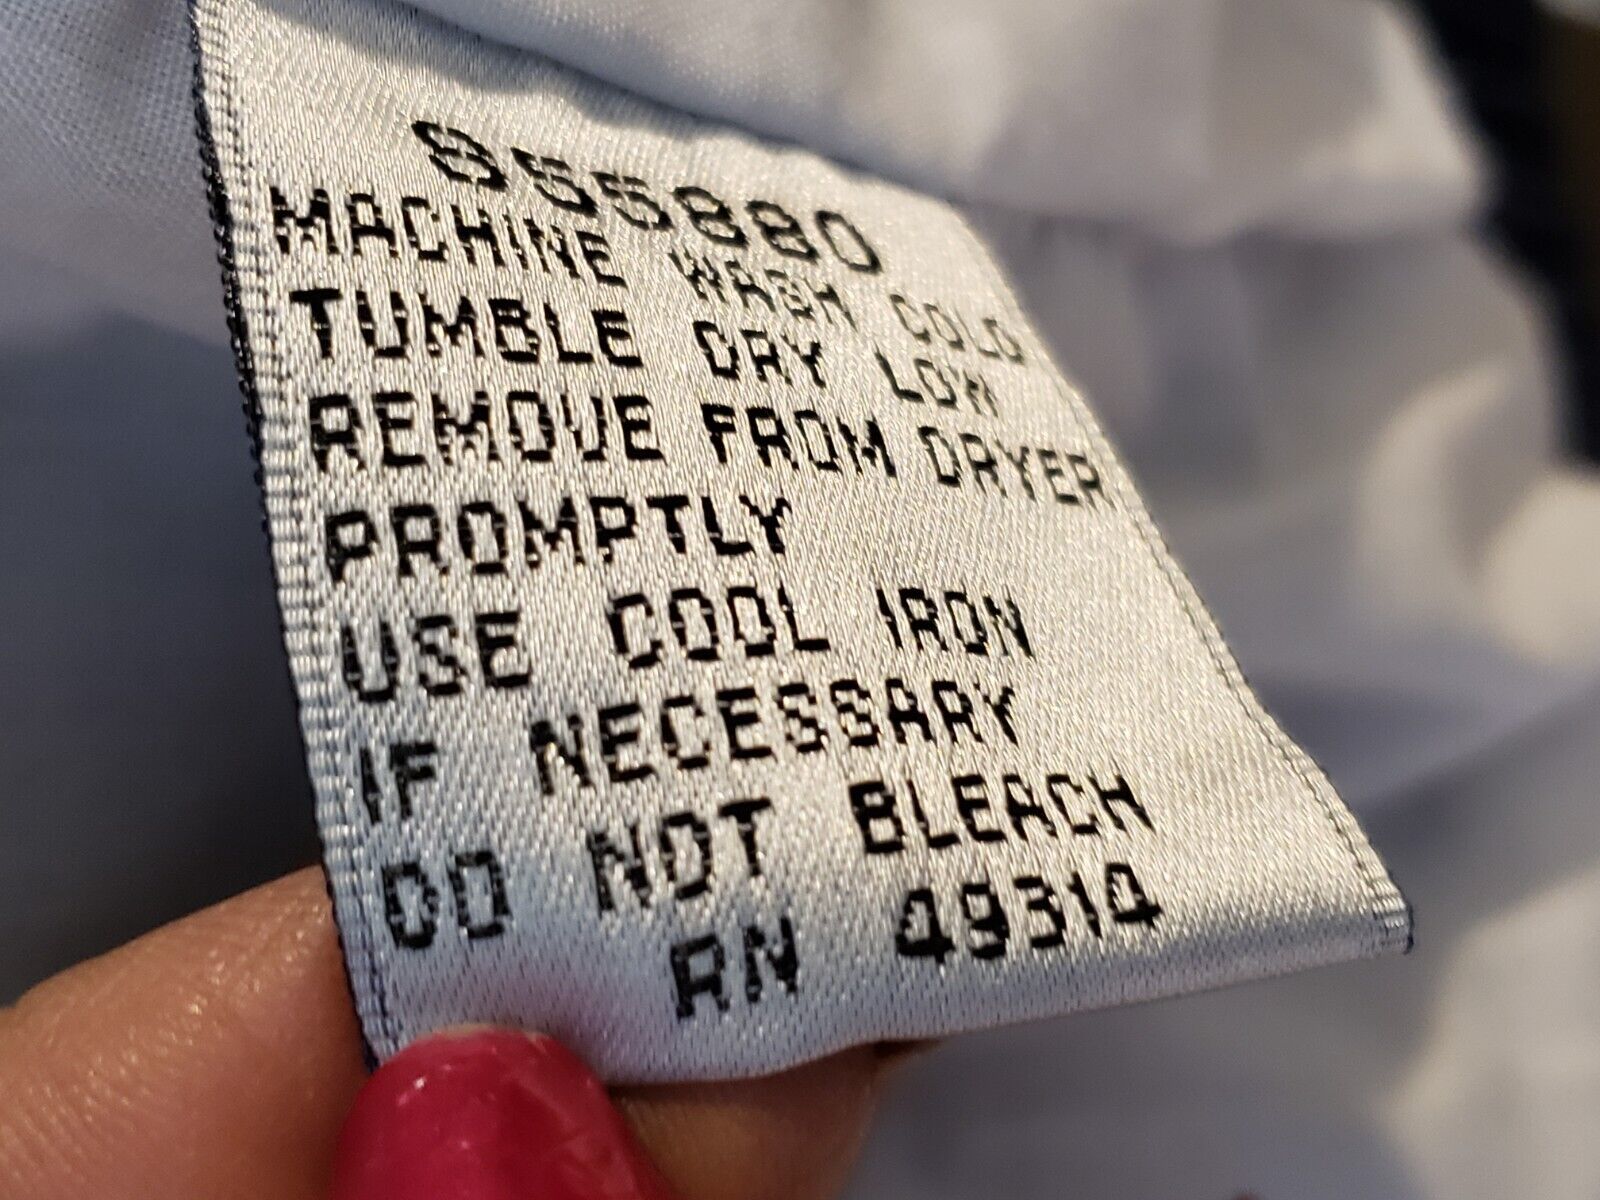 955880
MACHINE WASH COLD
TUMBLE DRY LOW
REMOVE FROM DRYER
PROMPTLY
USE COOL IRON
IF NECESSARY
DO NOT BLEACH
RN 49314